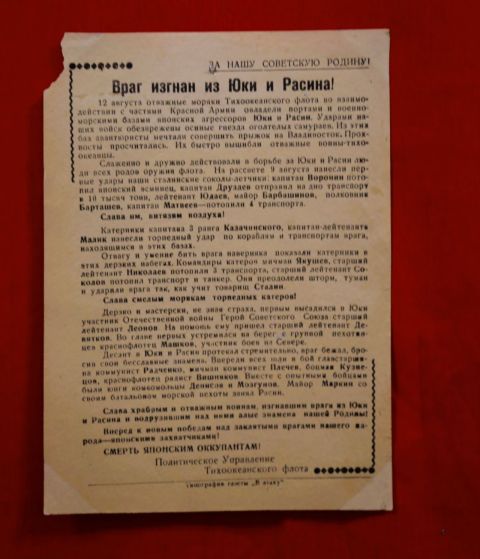 ЗА НАШУ СОВЕТСКУЮ РОДИНУ!
Враг изгнан из Юки и Расина!
12 августа отважные моряки Тихоокеанского флота во взаимо-
действии с частями Красной Армии овладели портами и военно-
морскими базами японских агрессоров Юки и Расин. Ударами
наших войск обезврежены осиные гнезда оголтелых самураев. Из этих
баз авантюристы мечтали совершить прыжок на Владивосток. Прох-
восты просчитались. Их быстро вышибли отважные воины-тихо-
океанцы.
Слаженно и дружно действовали в борьбе за Юки и Расин лю-
ди всех родов оружия флота. На рассвете 9 августа нанесли пер-
вые удары наши сталинские соколы-летчики: капитан Воронин пото-
пил японский эсминец, капитан Друздев отправил на дно транспорт
в 10 тысяч тонн, лейтенант Юдаев, майор Барбашинов, полковник
Барташев, капитан Матвеев—потопили 4 транспорта.
Слава им, витязям воздуха!
Катерники капитана 3 ранга Казачинского, капитан-лейтенанта
Малик нанесли торпедный удар по кораблям и транспортам врага,
находящимся в этих базах.
Отвагу и умение бить врага наверняка показали катерники в
этих дерзких набегах. Командиры катеров мичман Якушев, старший
лейтенант Николаев потопили 3 транспорта, старший лейтенант Со-
колов потопил транспорт и танкер. Они преодолели шторм, туман
и ударили врага так, как учит товарищ Сталин.
Слава смелым морякам торпедных катеров!
Дерзко и мастерски, не зная страха, первым высадился в Юки
участник Отечественной войны Герой Советского Союза старший
лейтенант Леонов. На помощь ему пришел старший лейтенант Де-
вятков. Во главе первых устремился на берег с группой пехотин-
цев краснофлотец Машков, участник боев на Севере.
Десант в Юки и Расин протекал стремительно, враг бежал, бро-
сив свои бесславные знамена. Впереди всех шли в бой главстарши-
на коммунист Радченко, мичман коммунист Плечев, боцман Кузне-
цов, краснофлотец радист Вишняков. Вместе с опытными бойцами
были юнги комсомольцы Денисов и Мозгунов. Майор Маркин со
своим батальоном морской пехоты занял Расин.
Слава храбрым и отважным воинам, изгнавшим врага из Юки
и Расина и водрузившим над ними алые знамена нашей Родины!
Вперед к новым победам над заклятыми врагами нашего на-
рода—японскими захватчиками!
СМЕРТЬ ЯПОНСКИМ ОККУПАНТАМ!
Политическое Управление
Тихоокеанского флота
типография газеты „В атаку"